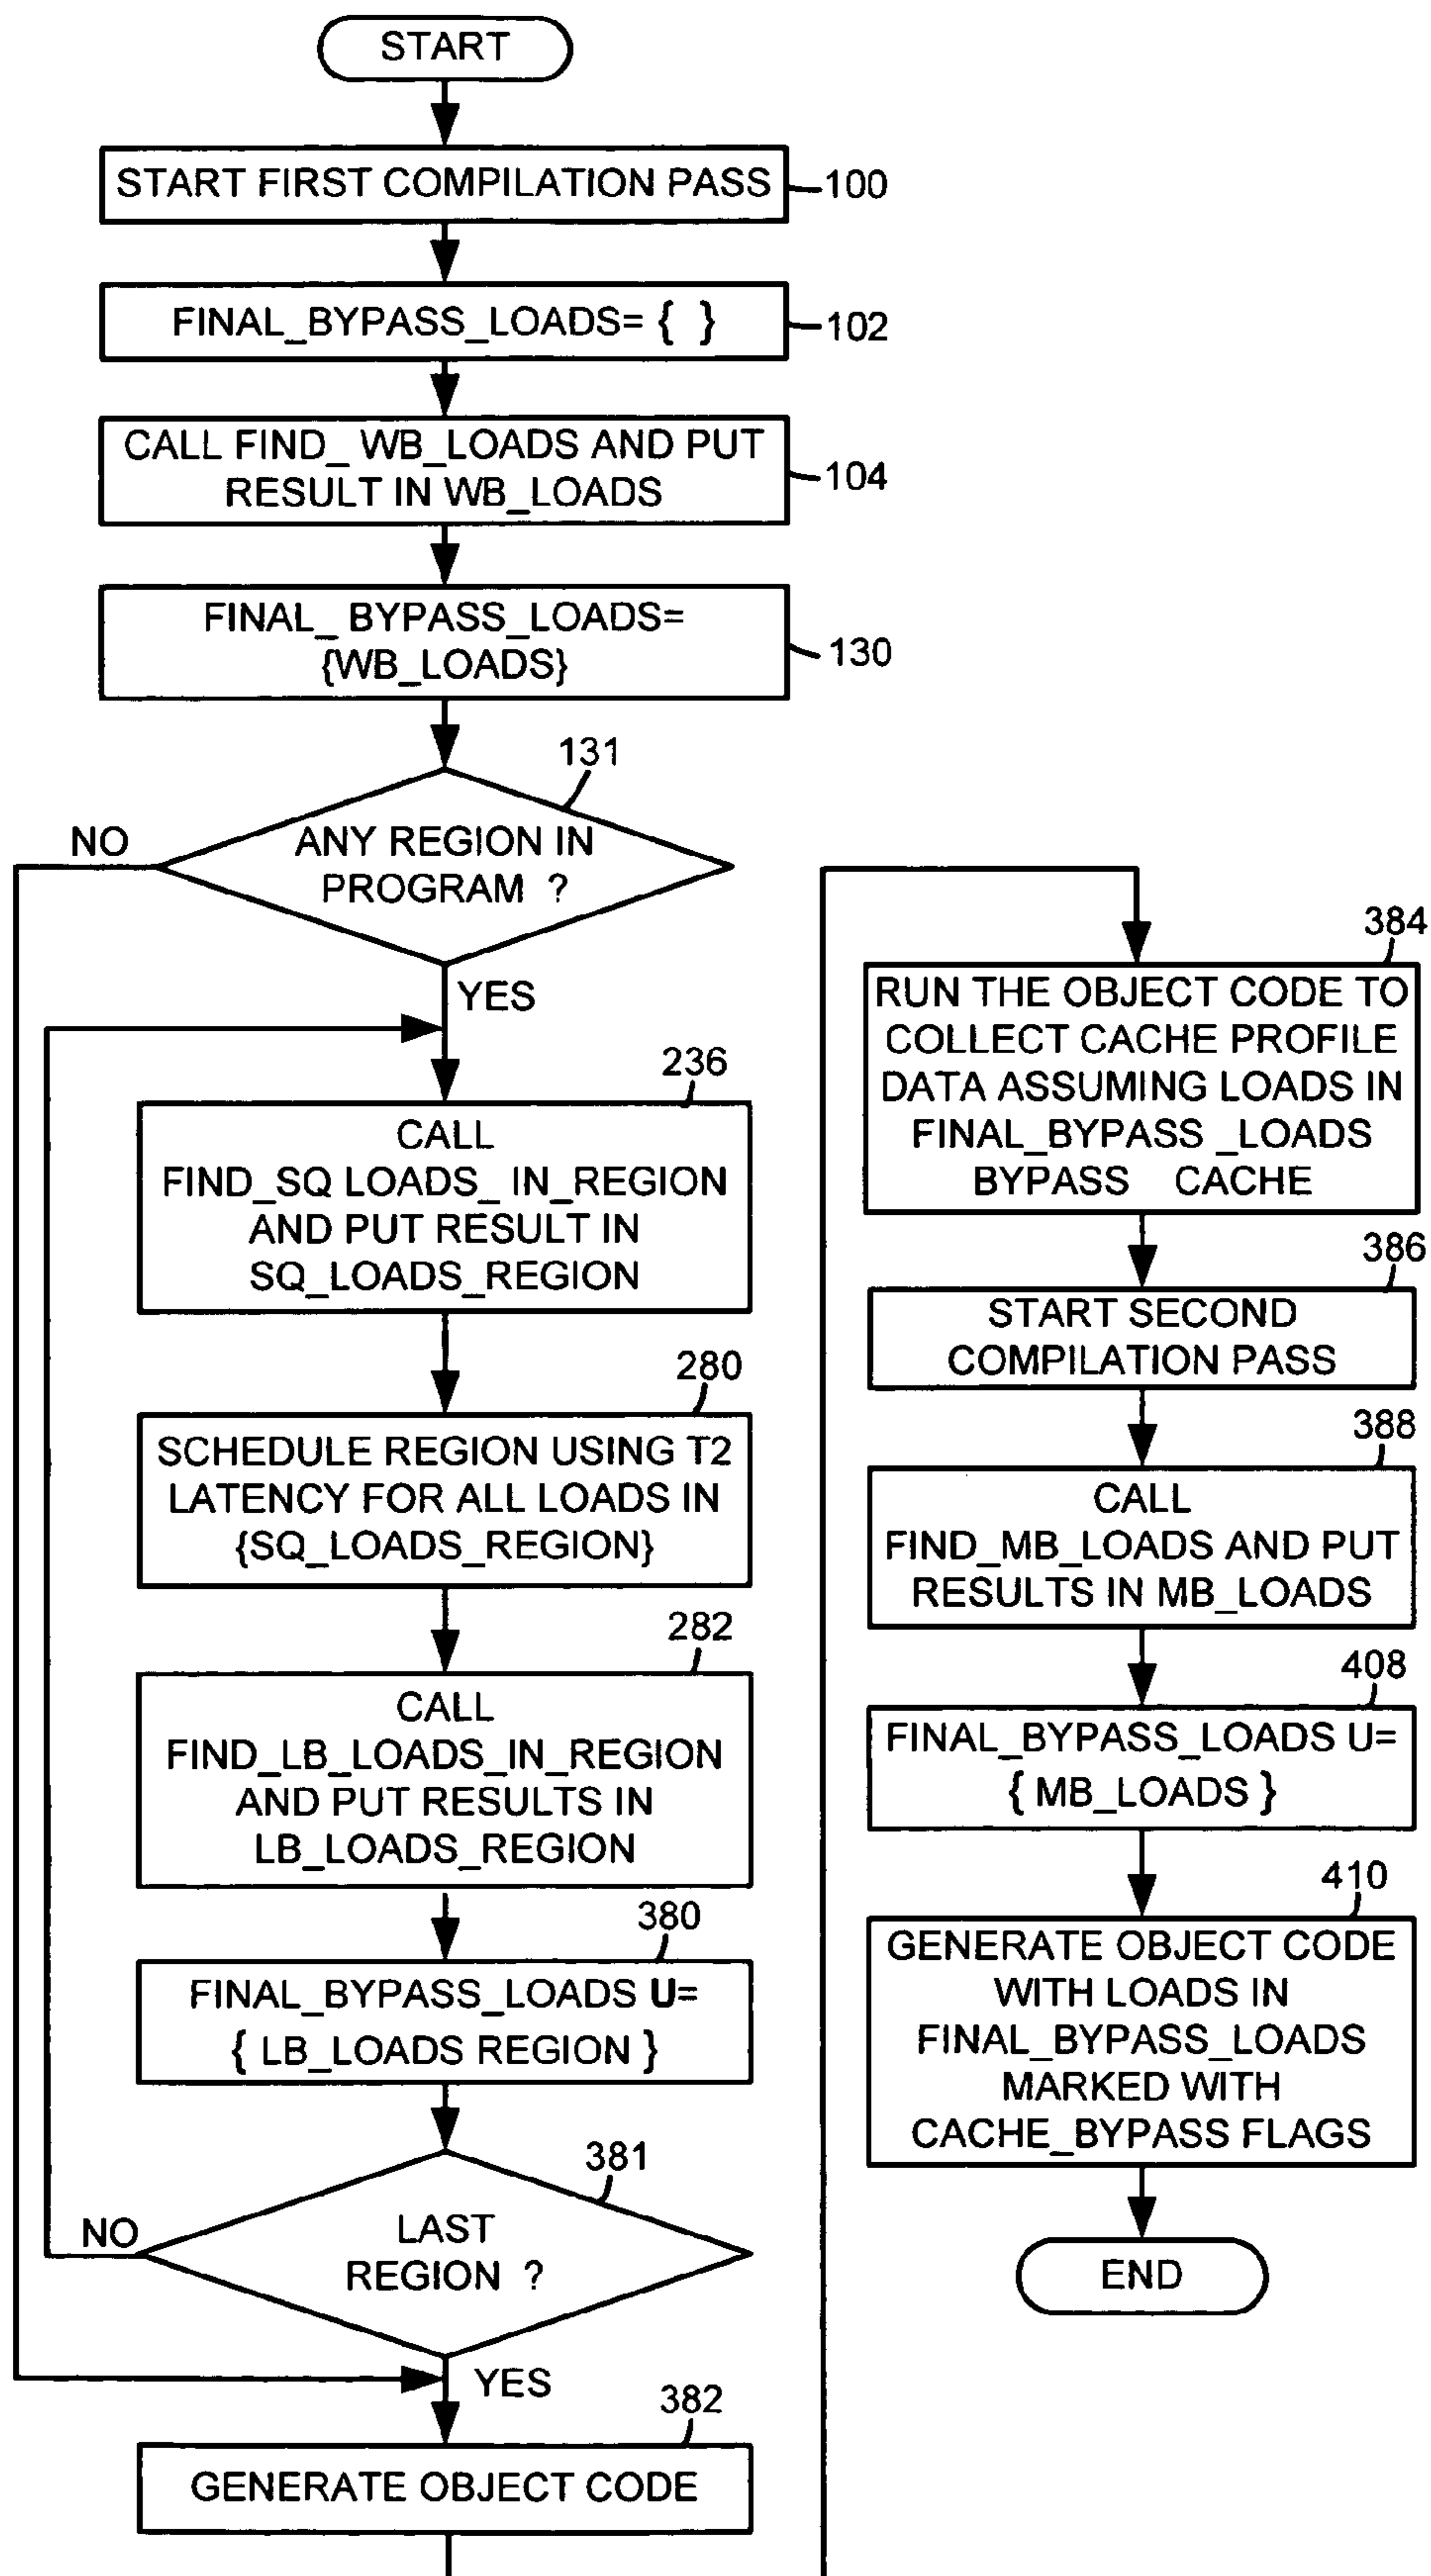 START
START FIRST COMPILATION PASS
100
FINAL_BYPASS_LOADS= { }
102
CALL FIND_ WB_LOADS AND PUT
RESULT IN WB_LOADS
104
FINAL_ BYPASS_LOADS=
{WB_LOADS}
130
131
ANY REGION IN
PROGRAM ?
NO
YES
236
CALL
FIND_SQ LOADS_ IN_REGION
AND PUT RESULT IN
SQ_LOADS_REGION
280
SCHEDULE REGION USING T2
LATENCY FOR ALL LOADS IN
{SQ_LOADS_REGION}
282
CALL
FIND_LB_LOADS_IN_REGION
AND PUT RESULTS IN
LB_LOADS_REGION
380
FINAL_BYPASS_LOADS U=
{ LB_LOADS REGION }
381
LAST
REGION ?
NO
YES
382
GENERATE OBJECT CODE
384
RUN THE OBJECT CODE TO
COLLECT CACHE PROFILE
DATA ASSUMING LOADS IN
FINAL_BYPASS _LOADS
BYPASS CACHE
386
START SECOND
COMPILATION PASS
388
CALL
FIND_MB_LOADS AND PUT
RESULTS IN MB_LOADS
408
FINAL_BYPASS_LOADS U=
{ MB_LOADS }
410
GENERATE OBJECT CODE
WITH LOADS IN
FINAL_BYPASS_LOADS
MARKED WITH
CACHE_BYPASS FLAGS
END